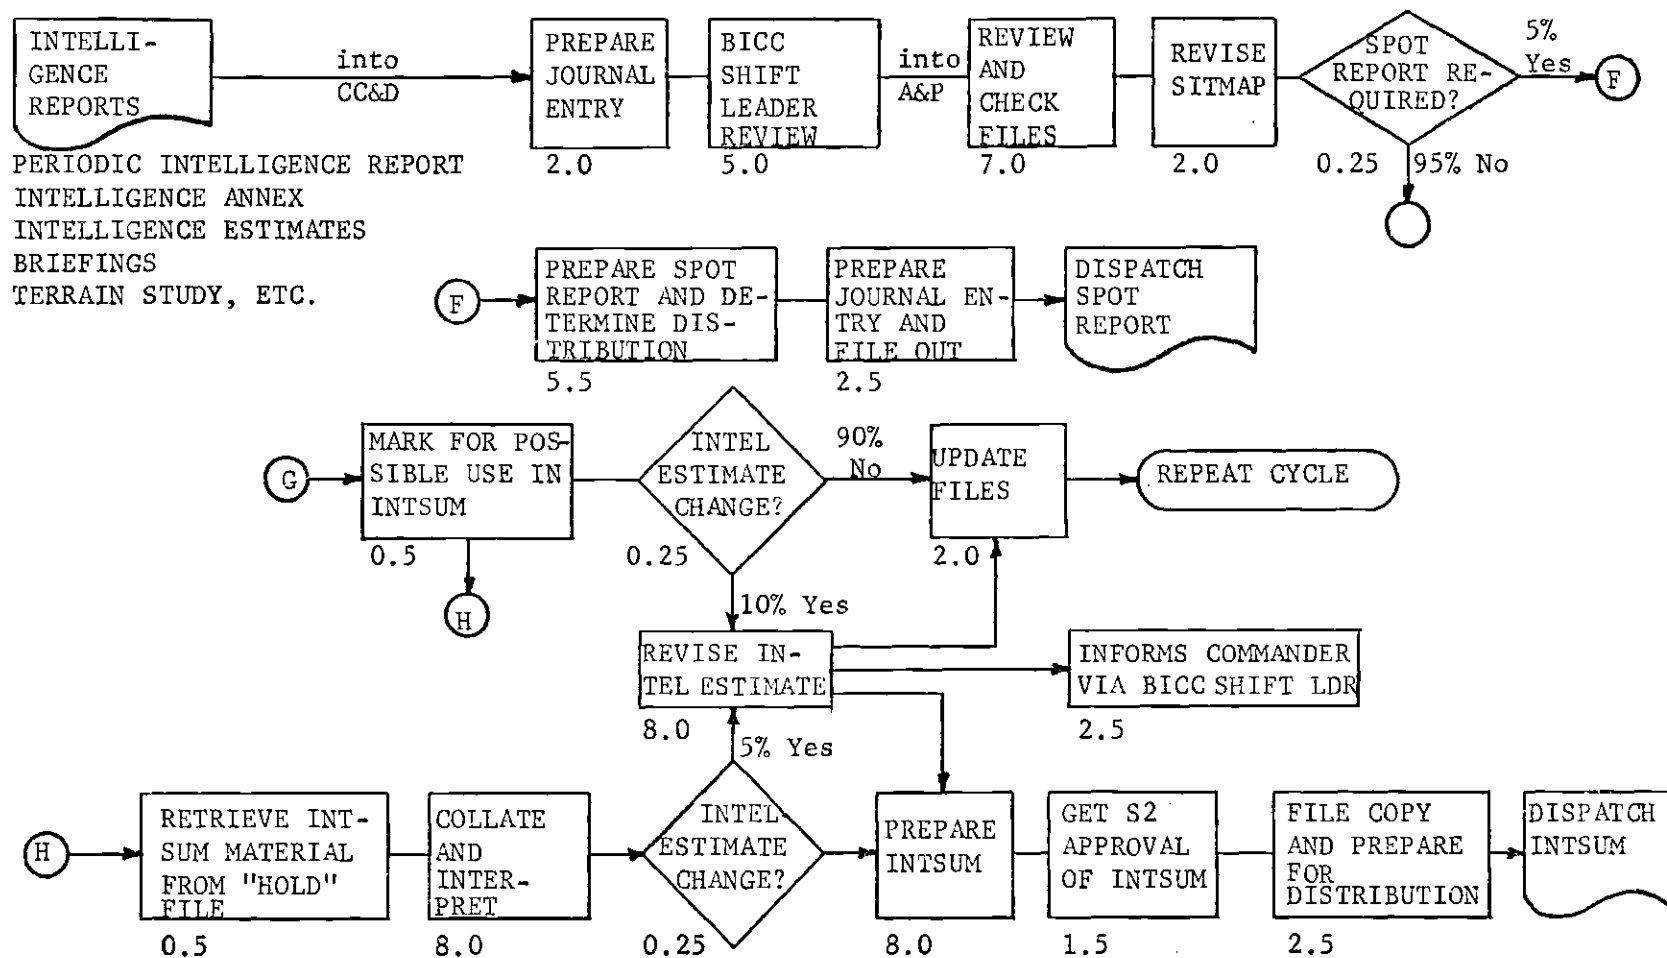 INTELLI-
GENCE
REPORTS
into
CC&D
PREPARE
JOURNAL
ENTRY
2.0
BICC
SHIFT
LEADER
REVIEW
5.0
into
A&P
REVIEW
AND
CHECK
FILES
7.0
REVISE
SITMAP
2.0
SPOT
REPORT RE-
QUIRED?
0.25
5%
Yes
F
95% No
PERIODIC INTELLIGENCE REPORT
INTELLIGENCE ANNEX
INTELLIGENCE ESTIMATES
BRIEFINGS
TERRAIN STUDY, ETC.
F
PREPARE SPOT
REPORT AND DE-
TERMINE DIS-
TRIBUTION
5.5
PREPARE
JOURNAL EN-
TRY AND
FILE OUT
2.5
DISPATCH
SPOT
REPORT
G
MARK FOR POS-
SIBLE USE IN
INTSUM
0.5
H
INTEL
ESTIMATE
CHANGE?
0.25
90%
No
UPDATE
FILES
2.0
REPEAT CYCLE
10% Yes
REVISE IN-
TEL ESTIMATE
8.0
INFORMS COMMANDER
VIA BICC SHIFT LDR
2.5
5% Yes
H
RETRIEVE INT-
SUM MATERIAL
FROM "HOLD"
FILE
0.5
COLLATE
AND
INTER-
PRET
8.0
INTEL
ESTIMATE
CHANGE?
0.25
PREPARE
INTSUM
8.0
GET S2
APPROVAL
OF INTSUM
1.5
FILE COPY
AND PREPARE
FOR
DISTRIBUTION
2.5
DISPATCH
INTSUM